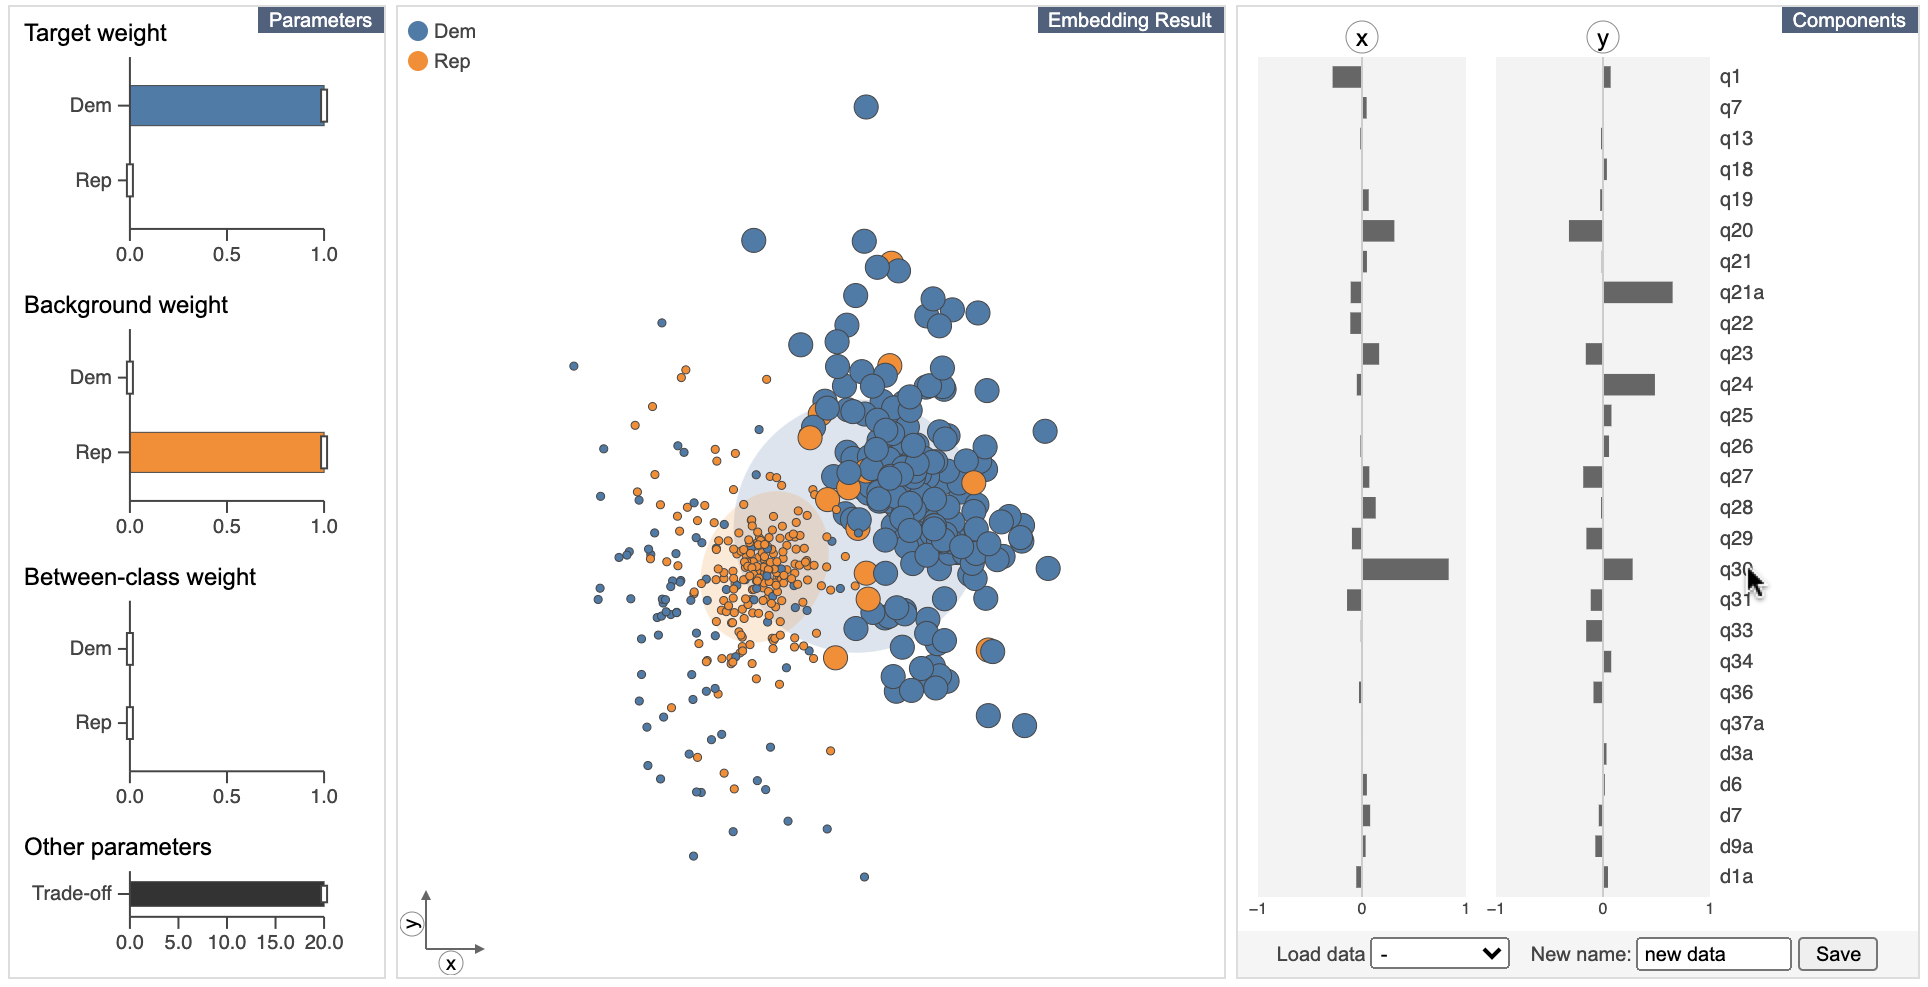 Parameters
Target weight
Dem
Rep
0.0 0.5 1.0
Background weight
Dem
Rep
0.0 0.5 1.0
Between-class weight
Dem
Rep
0.0 0.5 1.0
Other parameters
Trade-off
0.0 5.0 10.0 15.0 20.0
Embedding Result
Dem
Rep
y
x
Components
x y
q1
q7
q13
q18
q19
q20
q21
q21a
q22
q23
q24
q25
q26
q27
q28
q29
q30
q31
q33
q34
q36
q37a
d3a
d6
d7
d9a
d1a
−1 0 1 −1 0 1
Load data - New name: new data Save